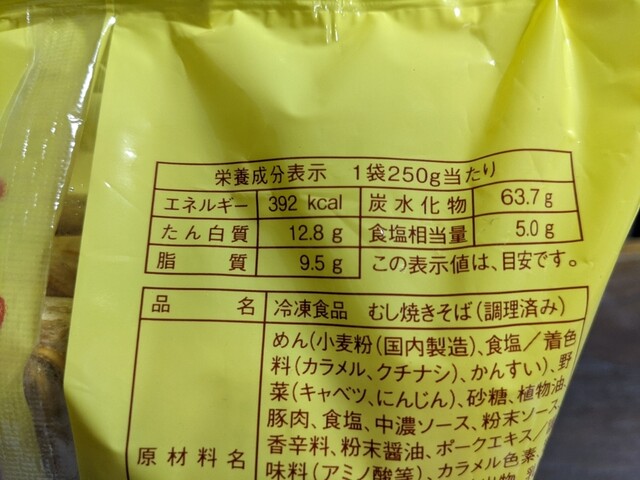 栄養成分表示 1袋250g当たり
エネルギー 392 kcal 炭水化物 63.7g
たん白質 12.8g 食塩相当量 5.0g
脂質 9.5g この表示値は、目安です。
品名 冷凍食品 むし焼きそば(調理済み)
めん(小麦粉(国内製造)、食塩/着色
料(カラメル、クチナシ)、かんすい)、野
菜(キャベツ、にんじん)、砂糖、植物油、
豚肉、食塩、中濃ソース、粉末ソース、
香辛料、粉末醤油、ポークエキス/
原材料名
味料(アミノ酸等)、カラメル色素、